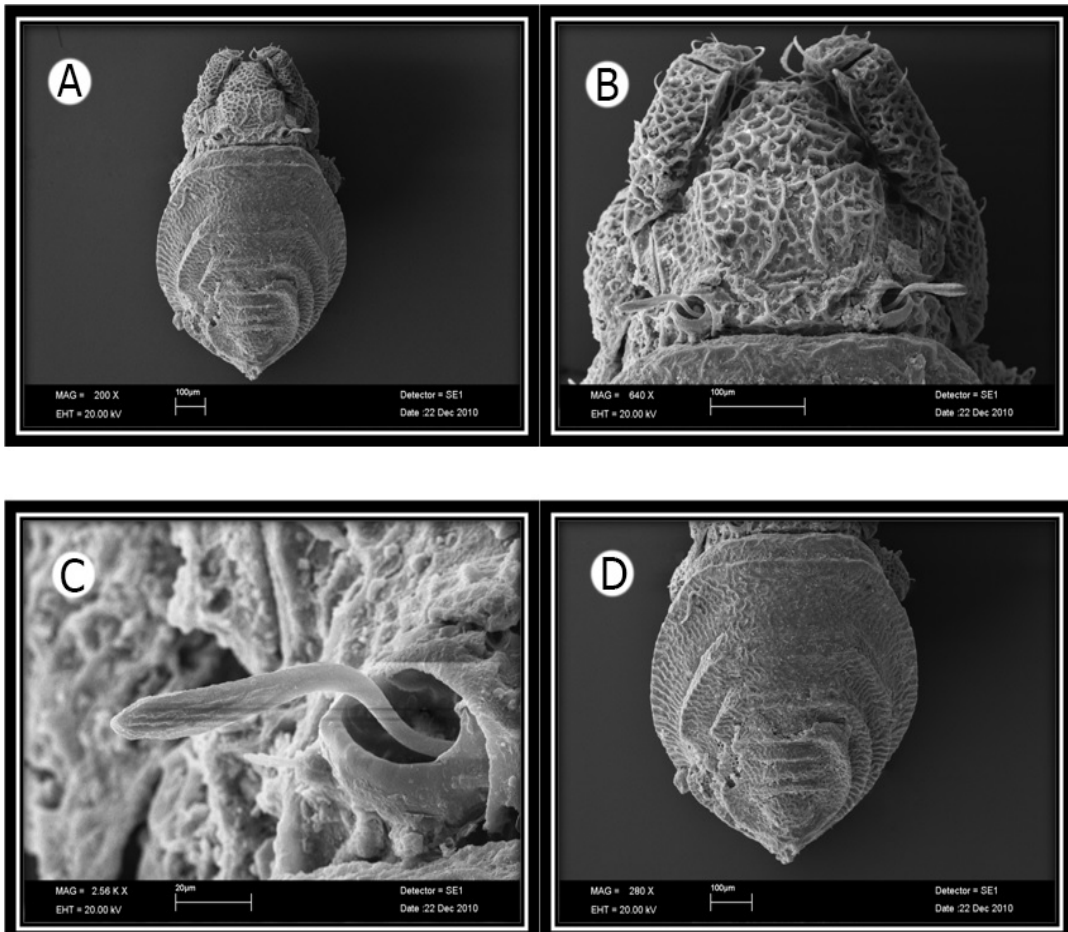 A
MAG = 200 X
100µm
Detector = SE1
EHT = 20.00 kV
Date :22 Dec 2010
B
MAG = 640 X
100µm
Detector = SE1
EHT = 20.00 kV
Date :22 Dec 2010
C
MAG = 2.56 K X
20µm
Detector = SE1
EHT = 20.00 kV
Date :22 Dec 2010
D
MAG = 280 X
100µm
Detector = SE1
EHT = 20.00 kV
Date :22 Dec 2010